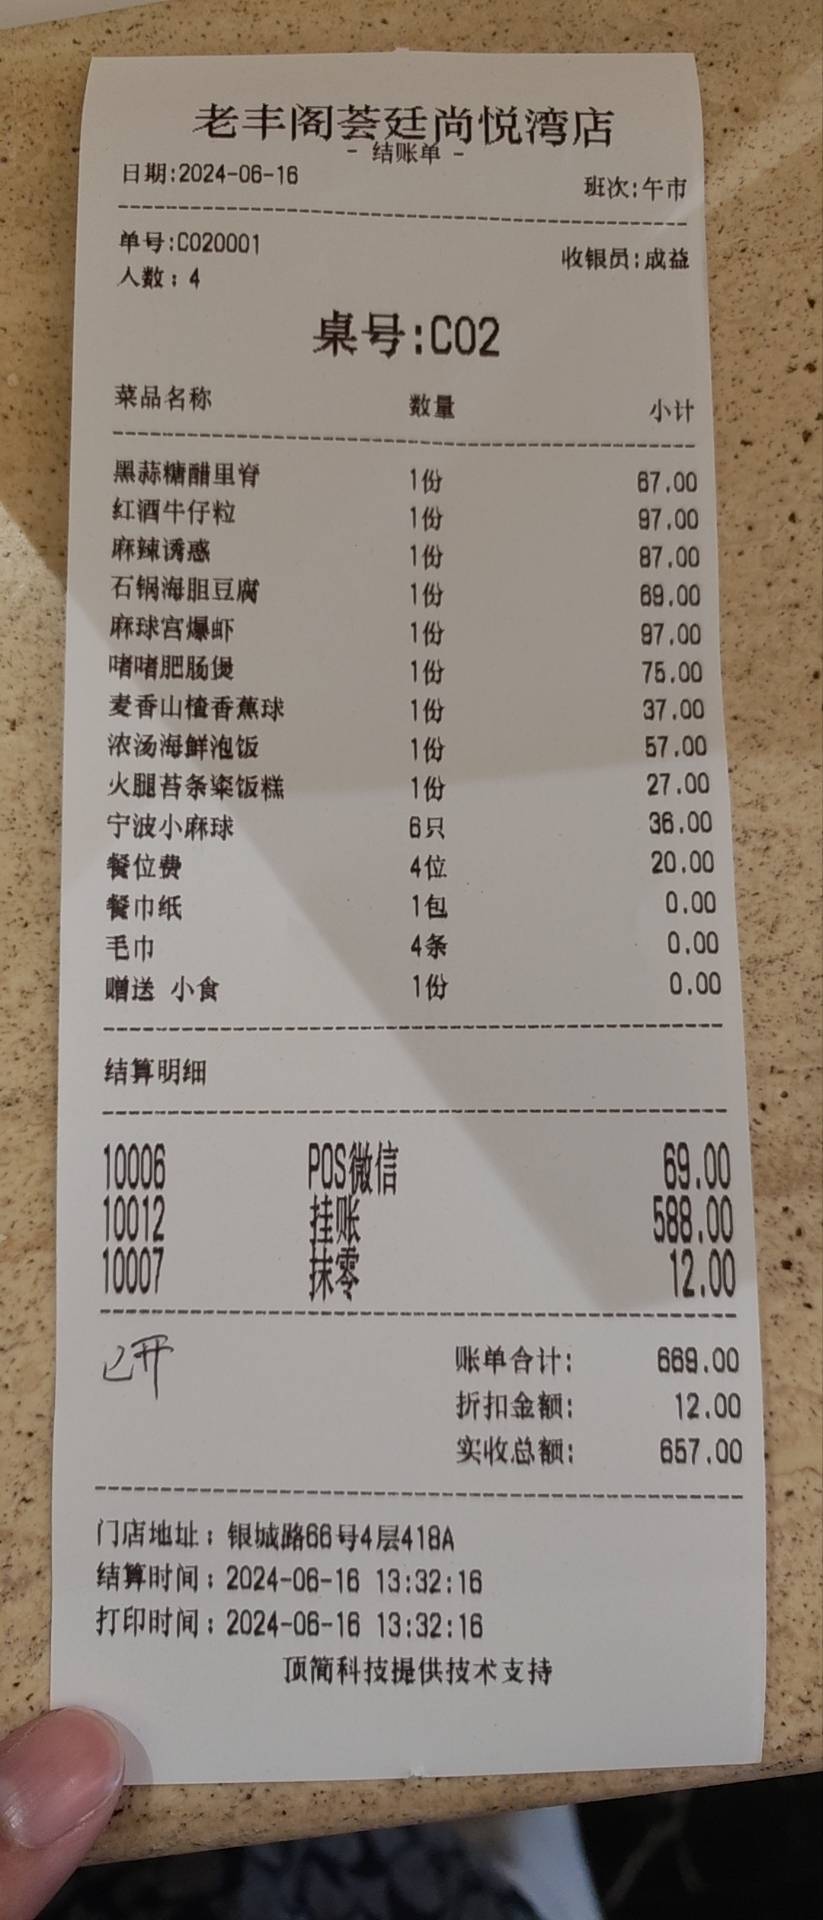 老丰阁荟廷尚悦湾店
- 结账单 -
日期:2024-06-16 班次:午市
单号:C020001 收银员:成益
人数：4
桌号:C02
菜品名称 数量 小计
黑蒜糖醋里脊 1份 67.00
红酒牛仔粒 1份 97.00
麻辣诱惑 1份 87.00
石锅海胆豆腐 1份 69.00
麻球宫爆虾 1份 97.00
啫啫肥肠煲 1份 75.00
麦香山楂香蕉球 1份 37.00
浓汤海鲜泡饭 1份 57.00
火腿苔条粢饭糕 1份 27.00
宁波小麻球 6只 36.00
餐位费 4位 20.00
餐巾纸 1包 0.00
毛巾 4条 0.00
赠送 小食 1份 0.00
结算明细
10006 POS微信 69.00
10012 挂账 588.00
10007 抹零 12.00
已开
账单合计: 669.00
折扣金额: 12.00
实收总额: 657.00
门店地址：银城路66号4层418A
结算时间：2024-06-16 13:32:16
打印时间：2024-06-16 13:32:16
顶简科技提供技术支持